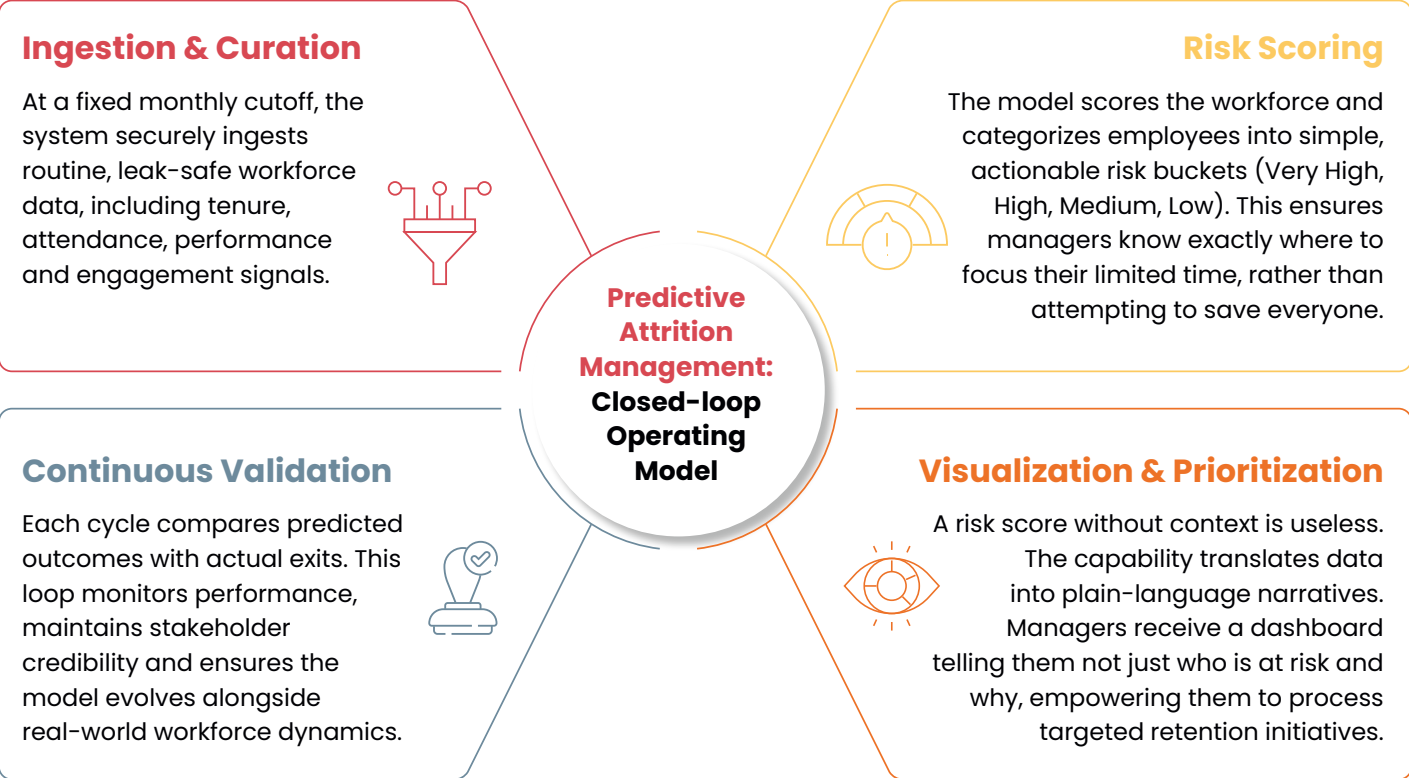 Ingestion & Curation
At a fixed monthly cutoff, the
system securely ingests
routine, leak-safe workforce
data, including tenure,
attendance, performance
and engagement signals.
Risk Scoring
The model scores the workforce and
categorizes employees into simple,
actionable risk buckets (Very High,
High, Medium, Low). This ensures
managers know exactly where to
focus their limited time, rather than
attempting to save everyone.
Predictive
Attrition
Management:
Closed-loop
Operating
Model
Continuous Validation
Each cycle compares predicted
outcomes with actual exits. This
loop monitors performance,
maintains stakeholder
credibility and ensures the
model evolves alongside
real-world workforce dynamics.
Visualization & Prioritization
A risk score without context is useless.
The capability translates data
into plain-language narratives.
Managers receive a dashboard
telling them not just who is at risk and
why, empowering them to process
targeted retention initiatives.